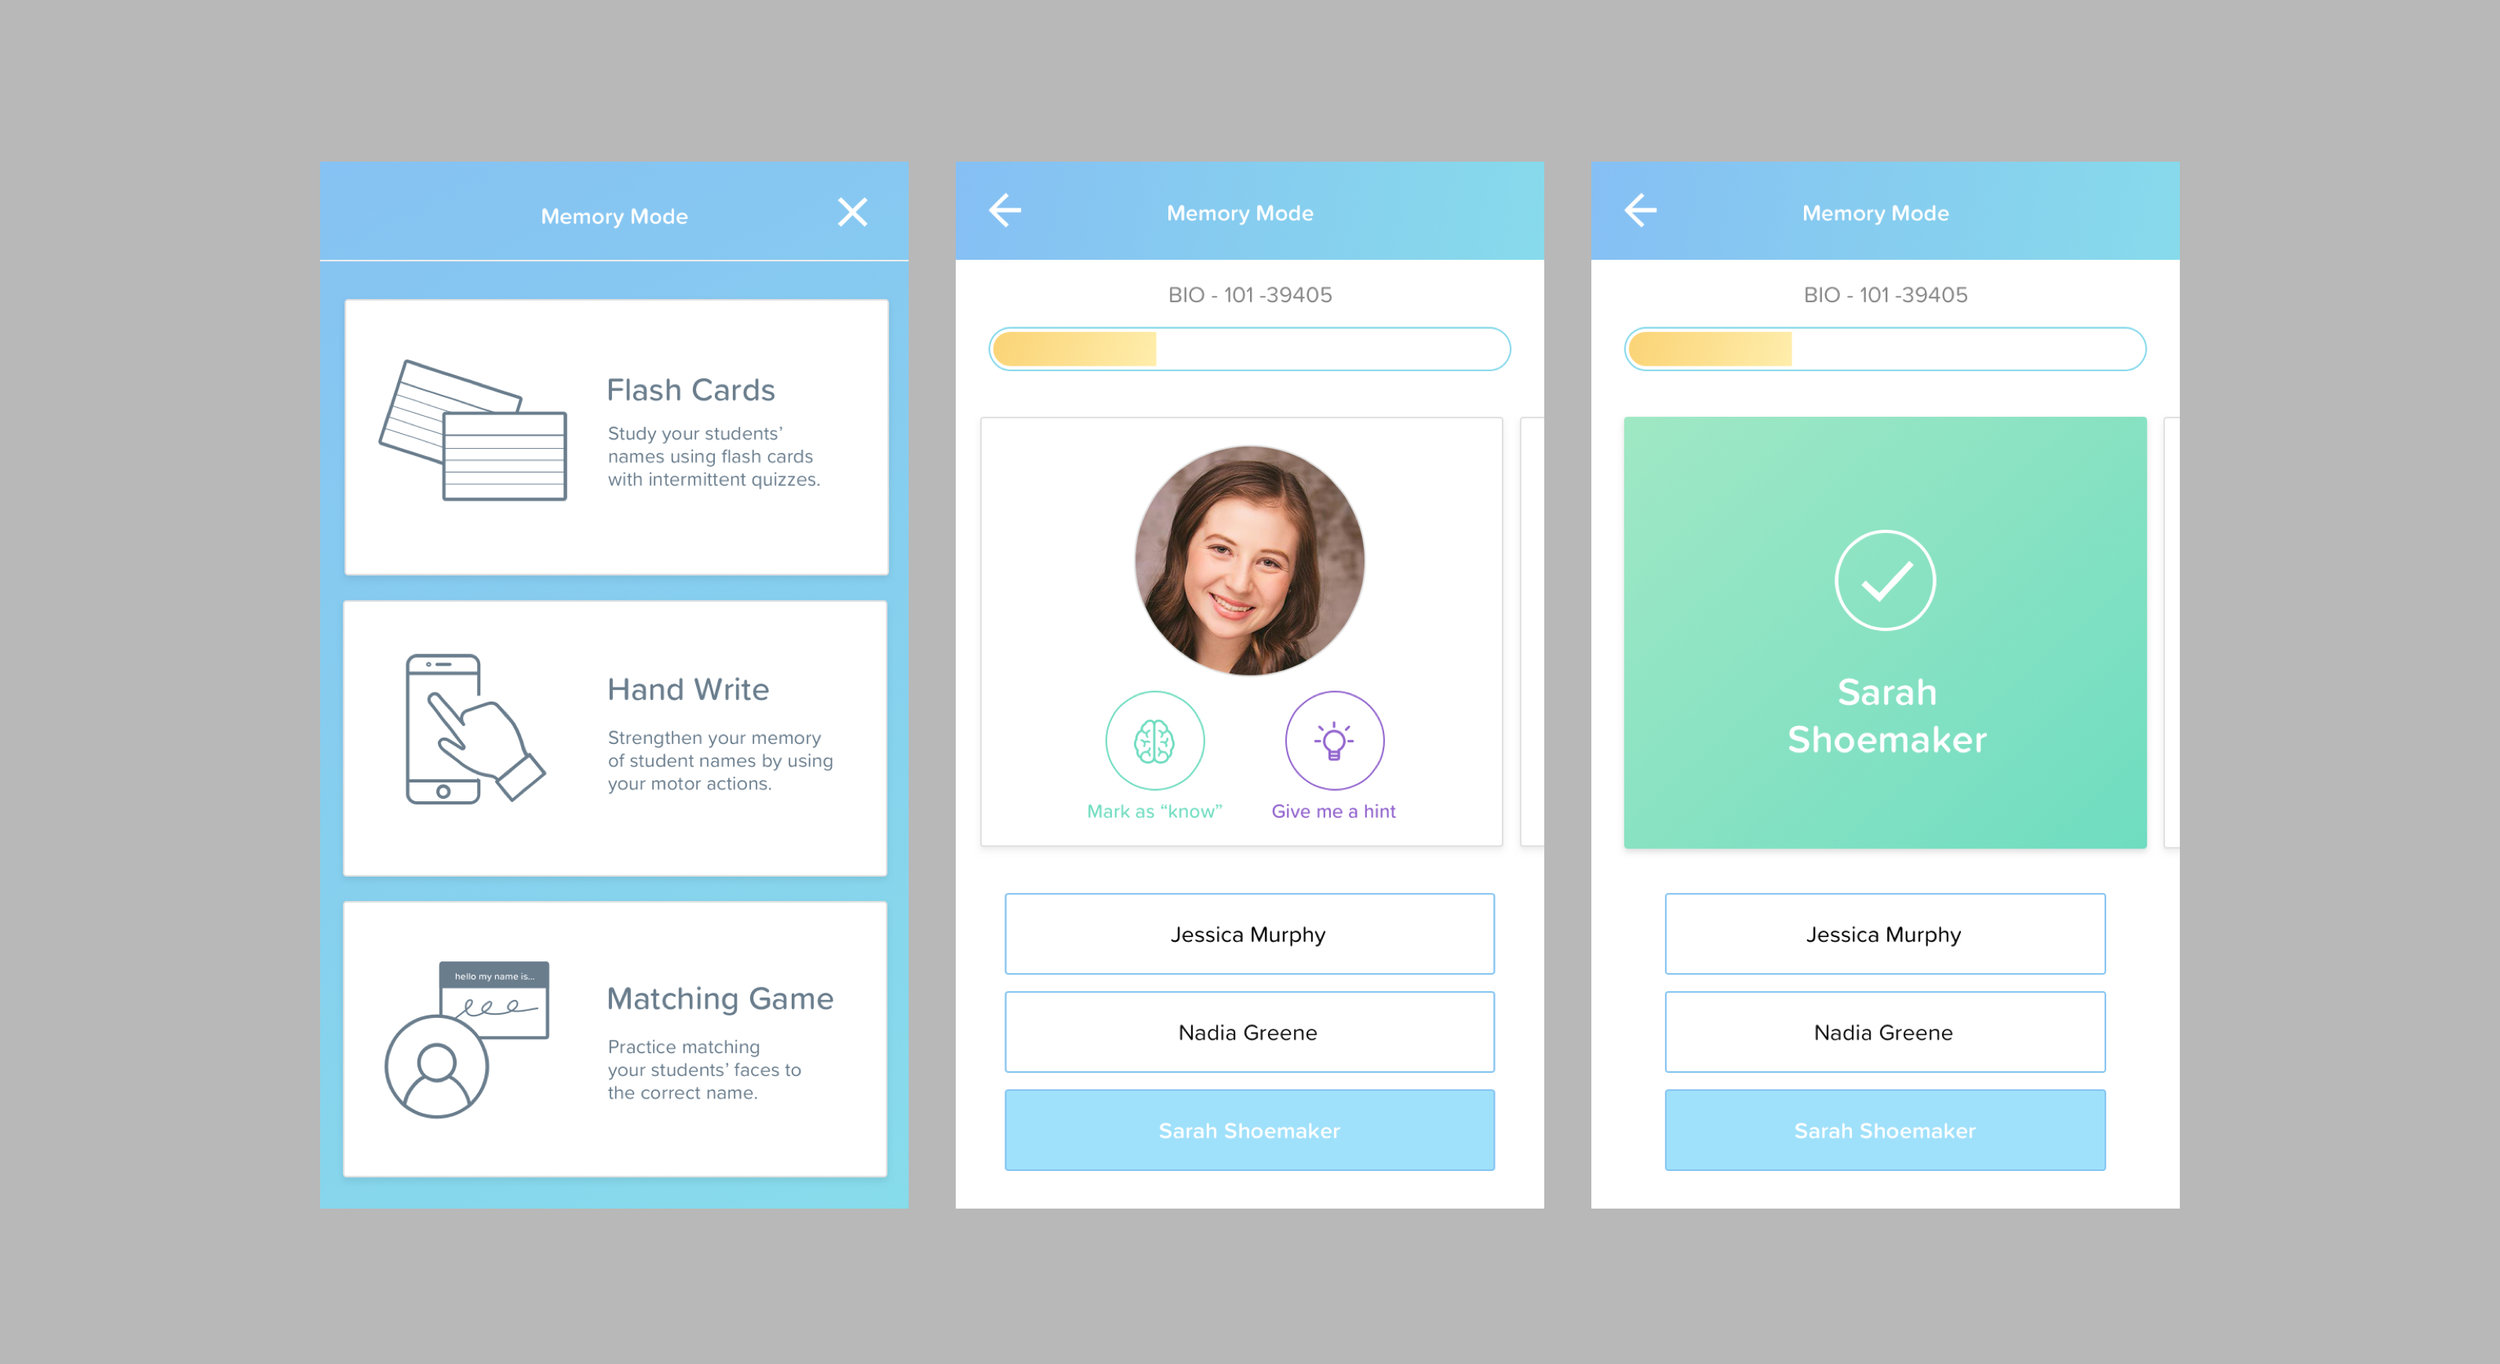 Memory Mode
Flash Cards
Study your students’
names using flash cards
with intermittent quizzes.
Hand Write
Strengthen your memory
of student names by using
your motor actions.
hello my name is...
Matching Game
Practice matching
your students’ faces to
the correct name.
Memory Mode
BIO - 101 -39405
Mark as “know”
Give me a hint
Jessica Murphy
Nadia Greene
Sarah Shoemaker
Memory Mode
BIO - 101 -39405
Sarah
Shoemaker
Jessica Murphy
Nadia Greene
Sarah Shoemaker